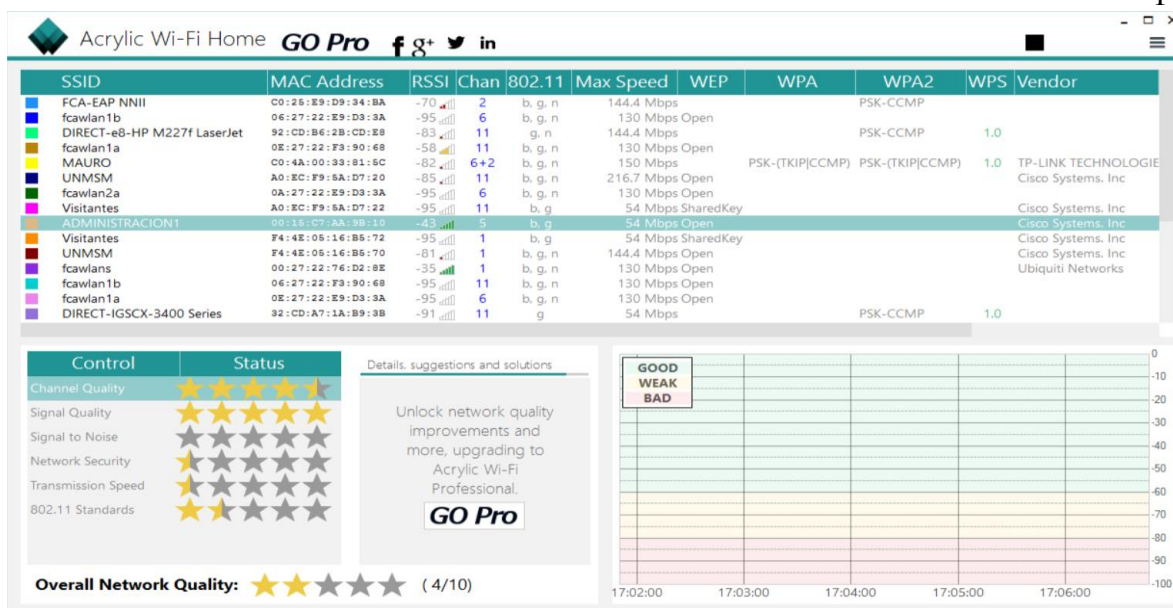 Acrylic Wi-Fi Home GO Pro f g+ in
SSID MAC Address RSSI Chan 802.11 Max Speed WEP WPA WPA2 WPS Vendor
FCA-EAP NNII C0:25:E9:D9:34:BA -70 2 b, g, n 144.4 Mbps PSK-CCMP
fcawlan1b 06:27:22:E9:D3:3A -95 6 b, g, n 130 Mbps Open
DIRECT-e8-HP M227f LaserJet 92:CD:B6:2B:CD:E8 -83 11 g, n 144.4 Mbps PSK-CCMP 1.0
fcawlan1a 0E:27:22:F3:90:68 -58 11 b, g, n 130 Mbps Open
MAURO C0:4A:00:33:81:5C -82 6+2 b, g, n 150 Mbps PSK-(TKIP|CCMP) PSK-(TKIP|CCMP) 1.0 TP-LINK TECHNOLOGIE
UNMSM A0:EC:F9:5A:D7:20 -85 11 b, g, n 216.7 Mbps Open Cisco Systems. Inc
fcawlan2a 0A:27:22:E9:D3:3A -95 6 b, g, n 130 Mbps Open
Visitantes A0:EC:F9:5A:D7:22 -95 11 b, g 54 Mbps SharedKey Cisco Systems. Inc
ADMINISTRACION1 00:15:C7:AA:9B:10 -43 5 b, g 54 Mbps Open Cisco Systems. Inc
Visitantes F4:4E:05:16:B5:72 -95 1 b, g 54 Mbps SharedKey Cisco Systems. Inc
UNMSM F4:4E:05:16:B5:70 -81 1 b, g, n 144.4 Mbps Open Cisco Systems. Inc
fcawlans 00:27:22:76:D2:8E -35 1 b, g, n 130 Mbps Open Ubiquiti Networks
fcawlan1b 06:27:22:F3:90:68 -95 11 b, g, n 130 Mbps Open
fcawlan1a 0E:27:22:E9:D3:3A -95 6 b, g, n 130 Mbps Open
DIRECT-IGSCX-3400 Series 32:CD:A7:1A:B9:3B -91 11 g 54 Mbps PSK-CCMP 1.0
Control Status
Channel Quality
Signal Quality
Signal to Noise
Network Security
Transmission Speed
802.11 Standards
Overall Network Quality: (4/10)
Details. suggestions and solutions
Unlock network quality
improvements and
more, upgrading to
Acrylic Wi-Fi
Professional.
GO Pro
GOOD
WEAK
BAD
0
-10
-20
-30
-40
-50
-60
-70
-80
-90
-100
17:02:00 17:03:00 17:04:00 17:05:00 17:06:00